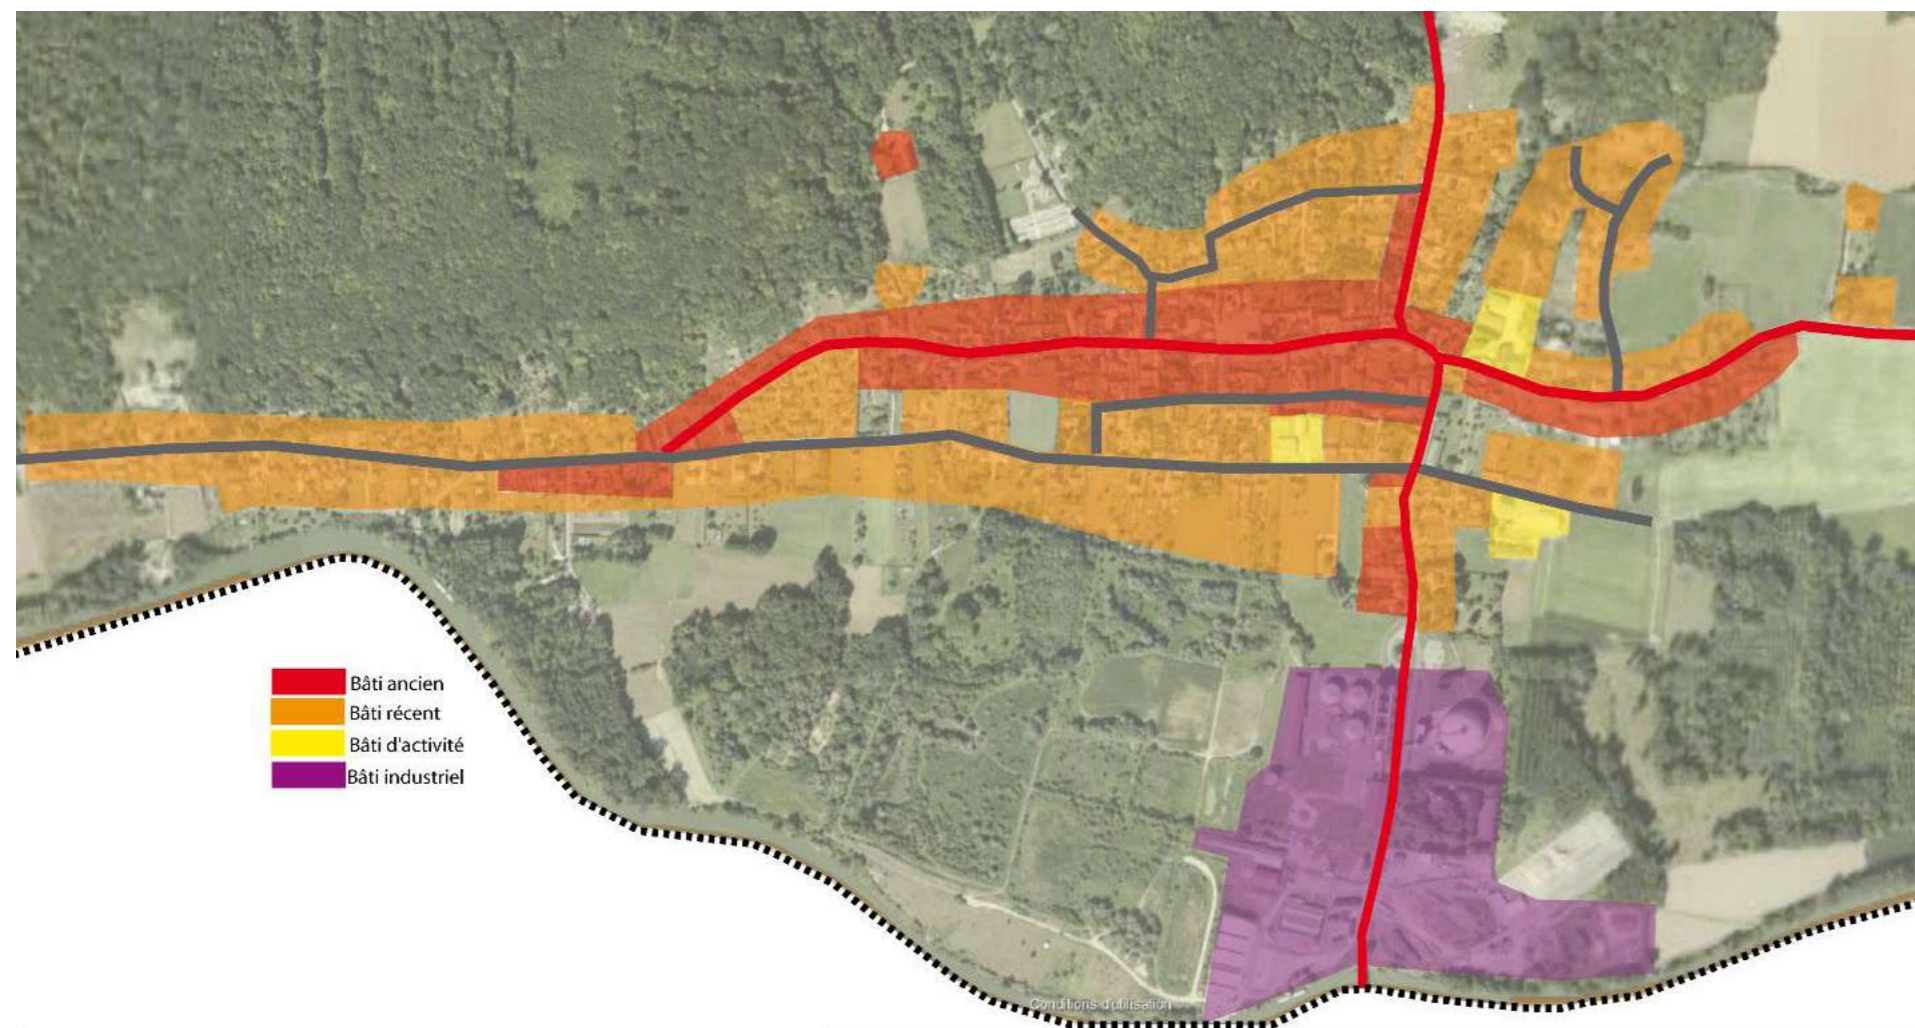 Bâti ancien
Bâti récent
Bâti d'activité
Bâti industriel
Conditions d'utilisation